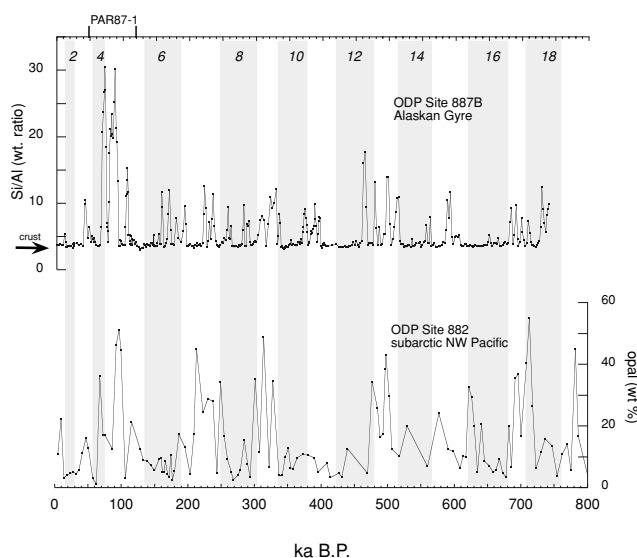 PAR87-1
2 4 6 8 10 12 14 16 18
30
20
10
0
Si/Al (wt. ratio)
crust
ODP Site 887B
Alaskan Gyre
ODP Site 882
subarctic NW Pacific
60
40
20
0
opal (wt %)
0 100 200 300 400 500 600 700 800
ka B.P.